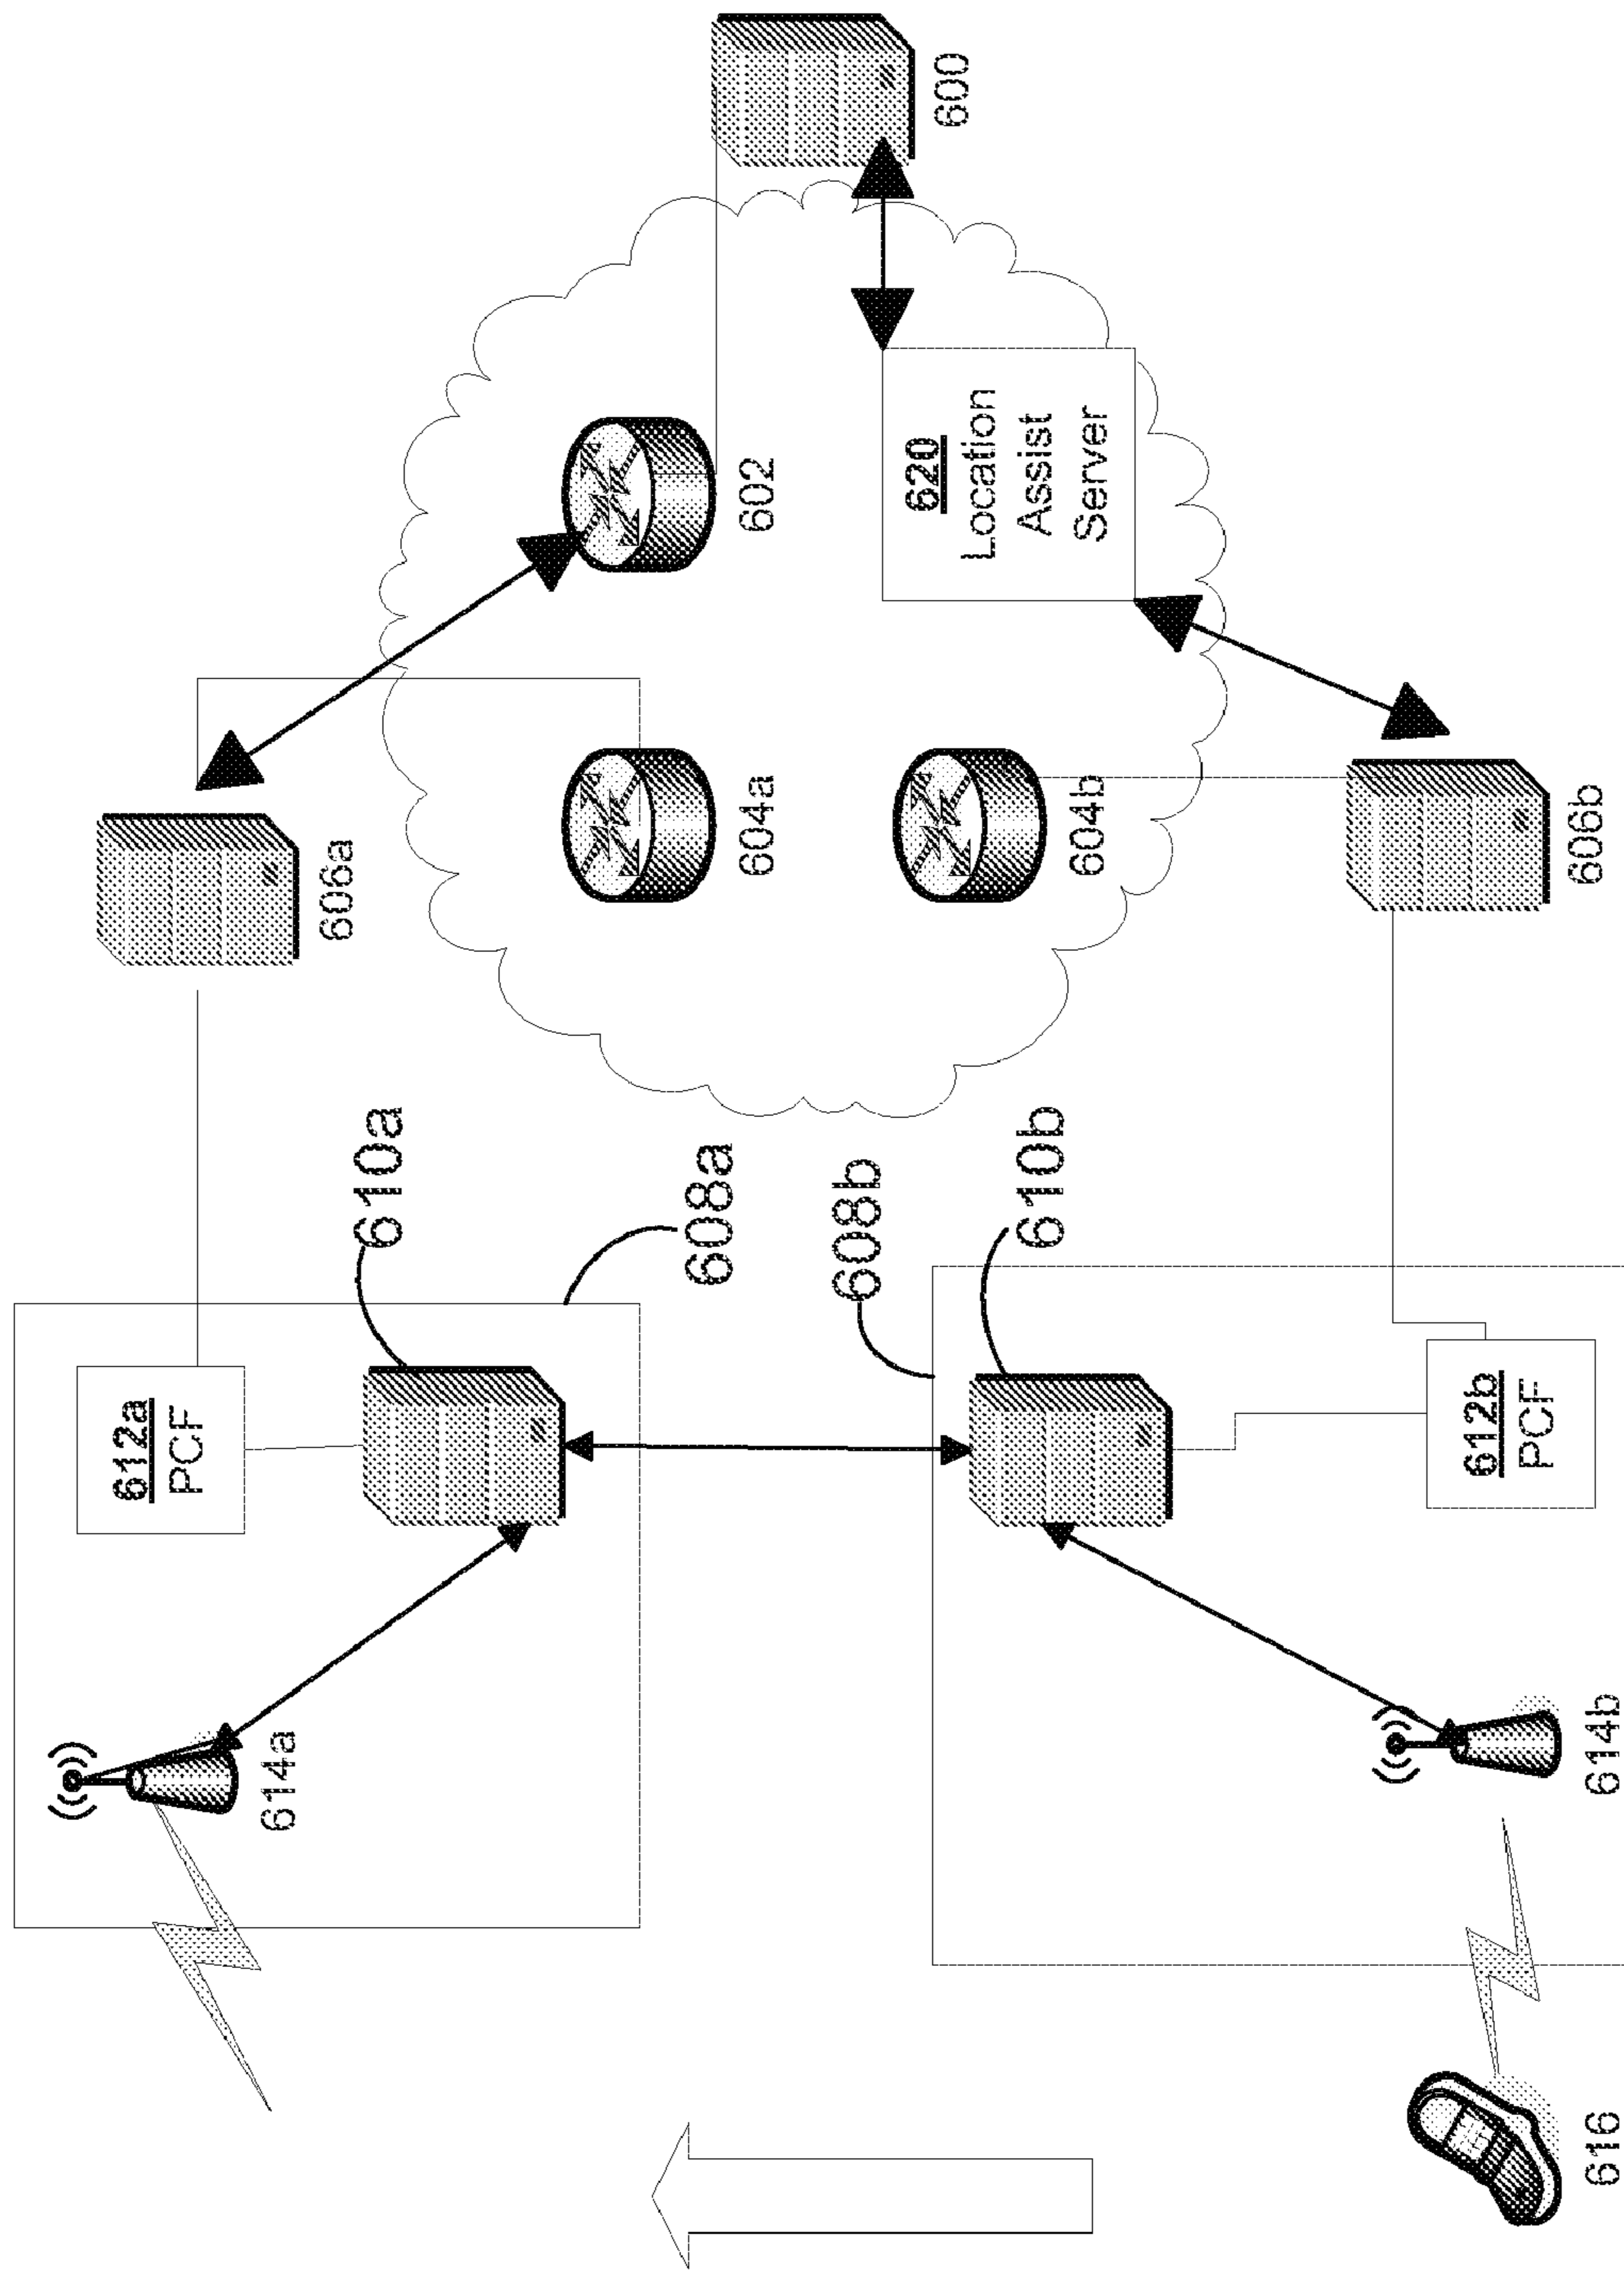 612a
PCF
614a
610a
608a
606a
604a
602
600
620
Location
Assist
Server
604b
606b
608b
610b
612b
PCF
614b
616